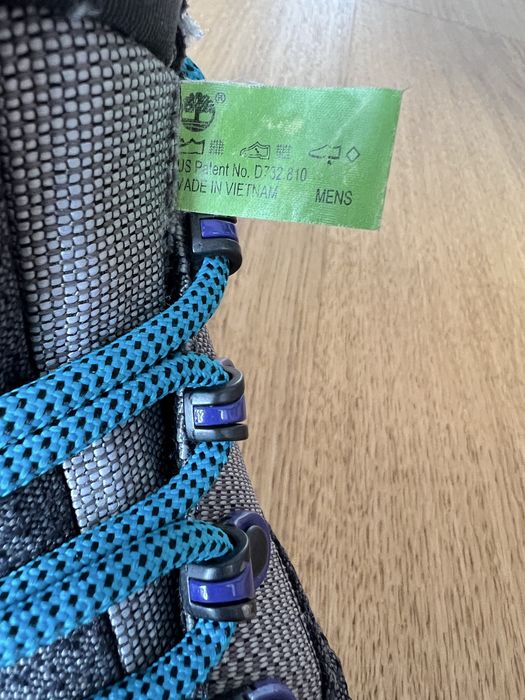 ®
US Patent No. D732.810
MADE IN VIETNAM MENS